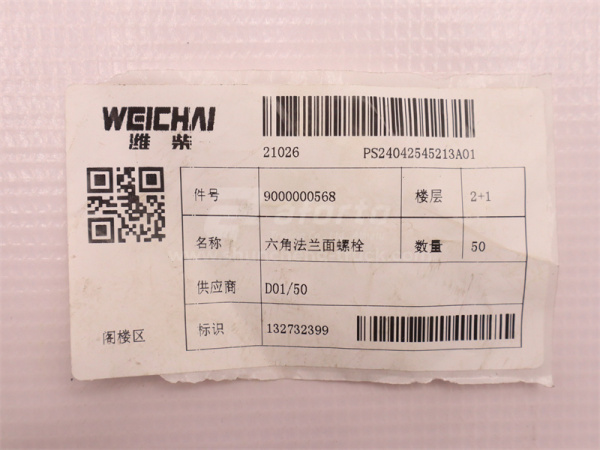 WEICHAI
潍柴
21026 PS24042545213A01
件号 9000000568 楼层 2+1
名称 六角法兰面螺栓 数量 50
供应商 D01/50
阁楼区 标识 132732399